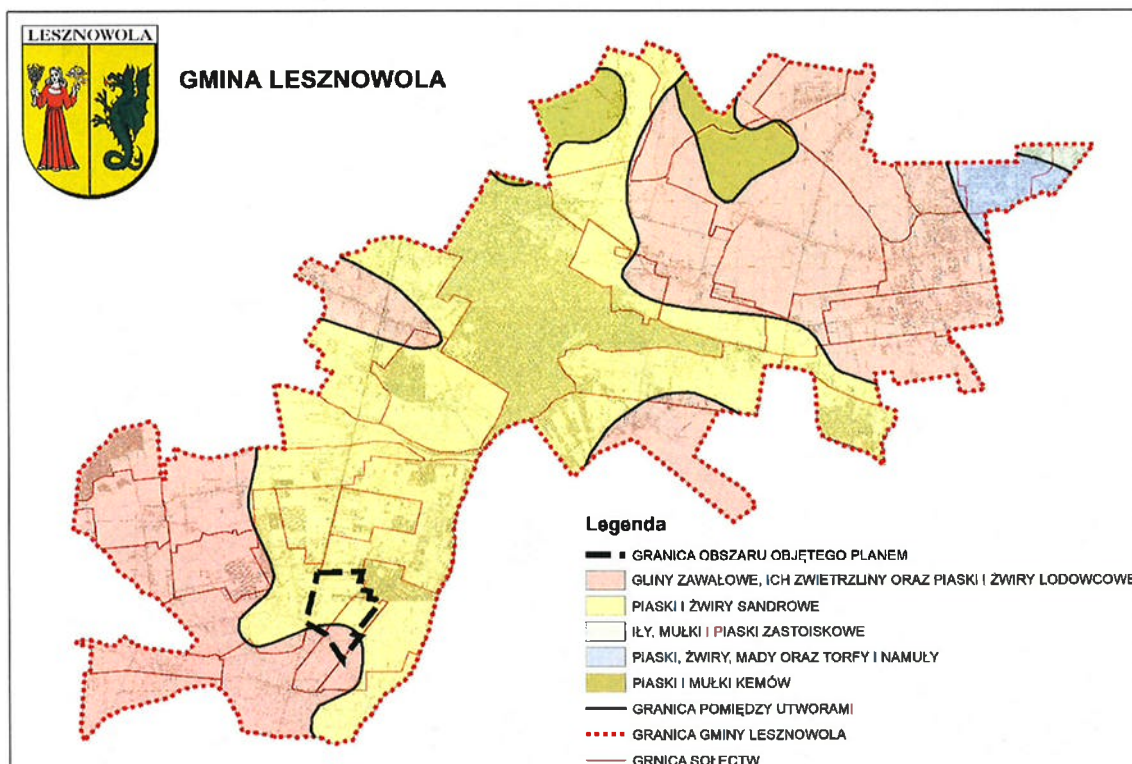 LESZNOWOLA
GMINA LESZNOWOLA
Legenda
GRANICA OBSZARU OBJĘTEGO PLANEM
GLINY ZAWAŁOWE, ICH ZWIETRZLINY ORAZ PIASKI I ŻWIRY LODOWCOWE
PIASKI I ŻWIRY SANDROWE
IŁY, MUŁKI I PIASKI ZASTOISKOWE
PIASKI, ŻWIRY, MADY ORAZ TORFY I NAMUŁY
PIASKI I MUŁKI KEMÓW
GRANICA POMIĘDZY UTWORAMI
GRANICA GMINY LESZNOWOLA
GRNICA SOŁECTW